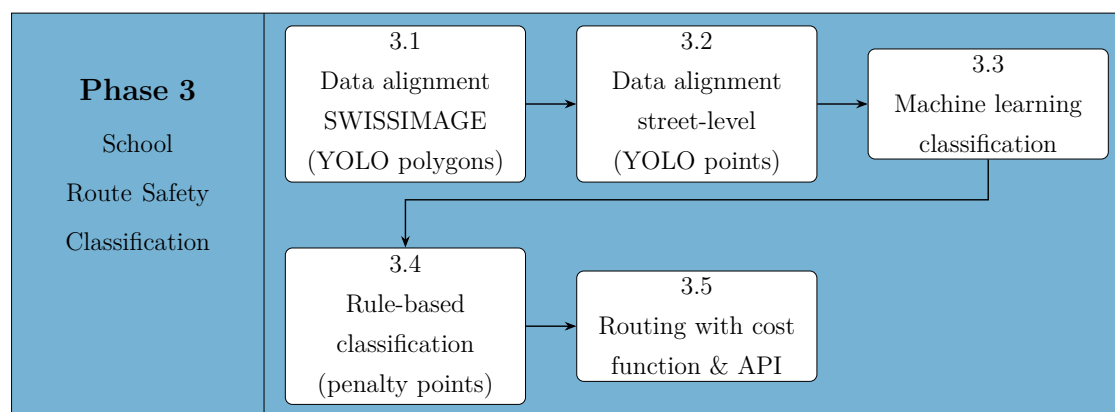 Phase 3
School
Route Safety
Classification
3.1
Data alignment
SWISSIMAGE
(YOLO polygons)
3.2
Data alignment
street-level
(YOLO points)
3.3
Machine learning
classification
3.4
Rule-based
classification
(penalty points)
3.5
Routing with cost
function & API